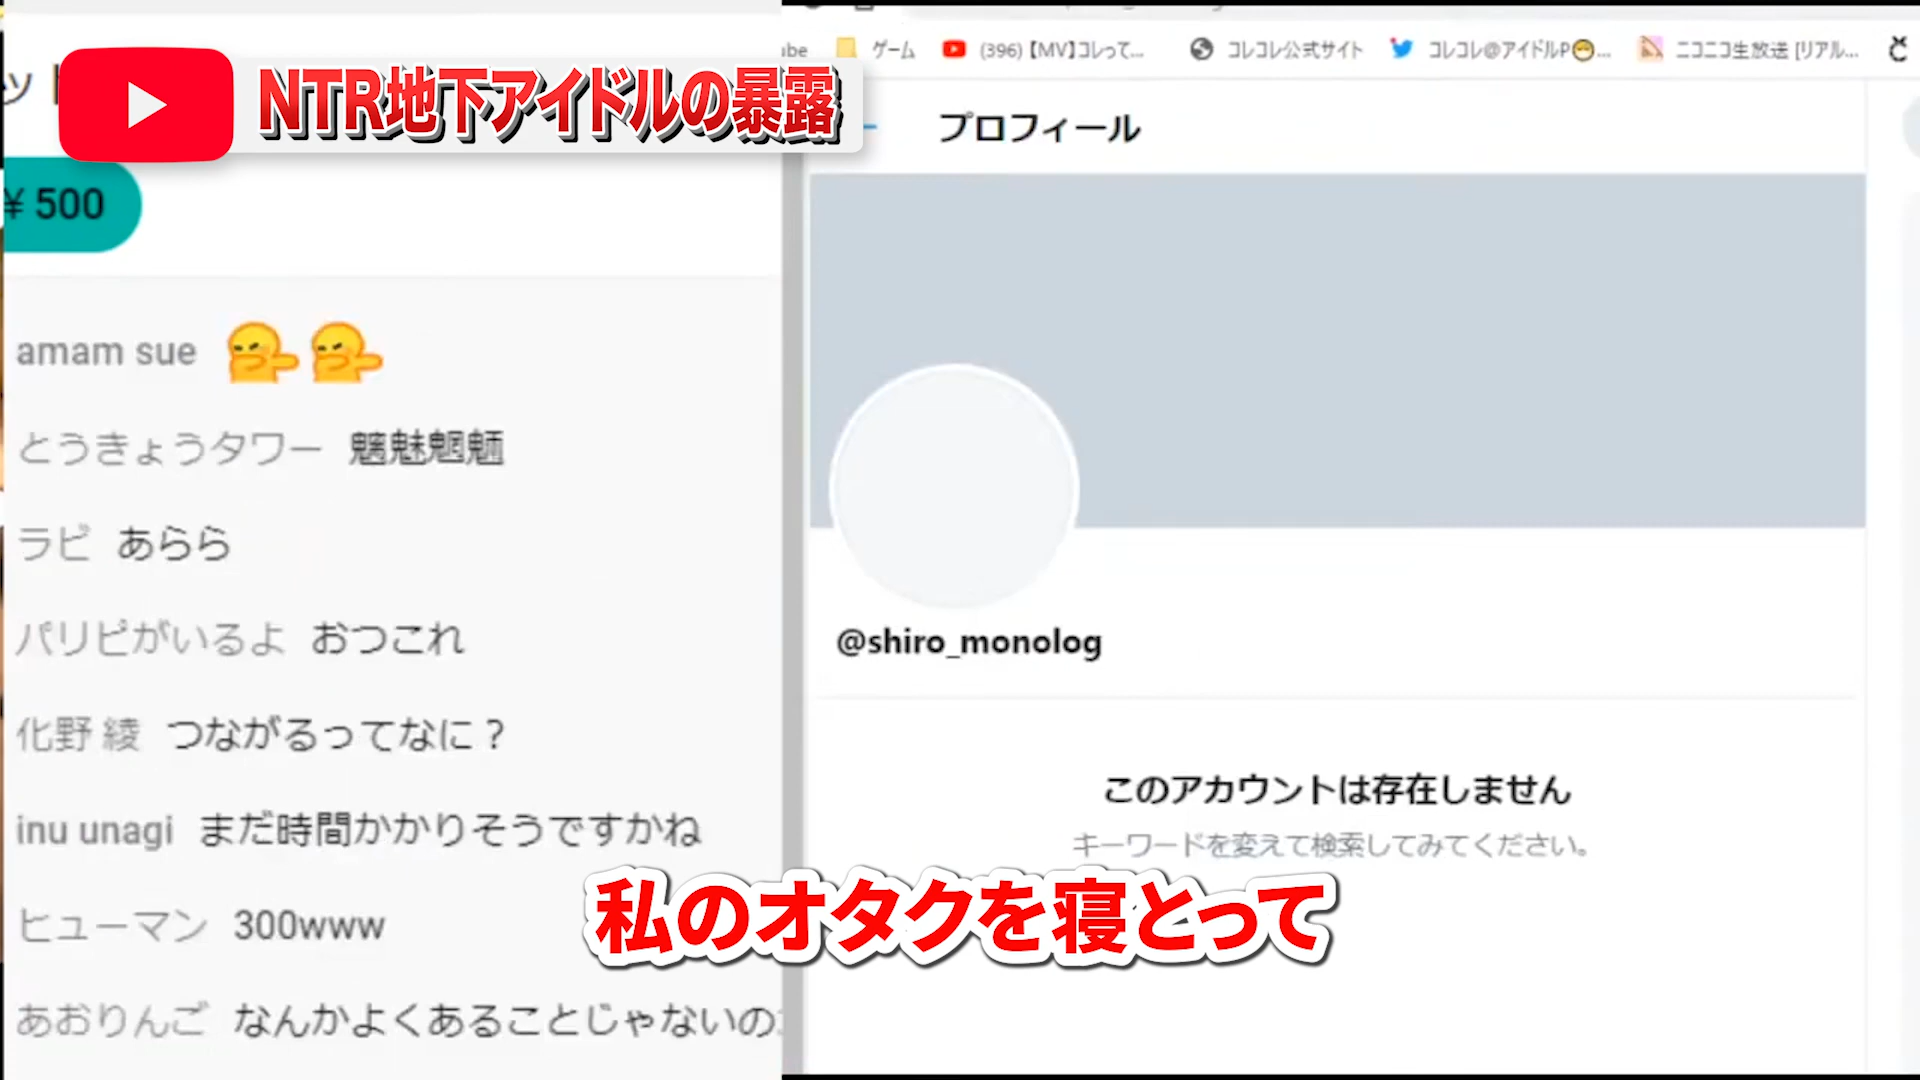 NTR地下アイドルの暴露
¥ 500
amam sue
とうきょうタワー 魑魅魍魎
ラピ あらら
パリピがいるよ おつこれ
化野 綾 つながるってなに？
inu unagi まだ時間かかりそうですかね
ヒューマン 300www
あおりんご なんかよくあることじゃないの
ゲーム (396)【MV】コレって... コレコレ公式サイト コレコレ@アイドルP😷... ニコニコ生放送 [リアル...
プロフィール
@shiro_monolog
このアカウントは存在しません
キーワードを変えて検索してみてください。
私のオタクを寝とって